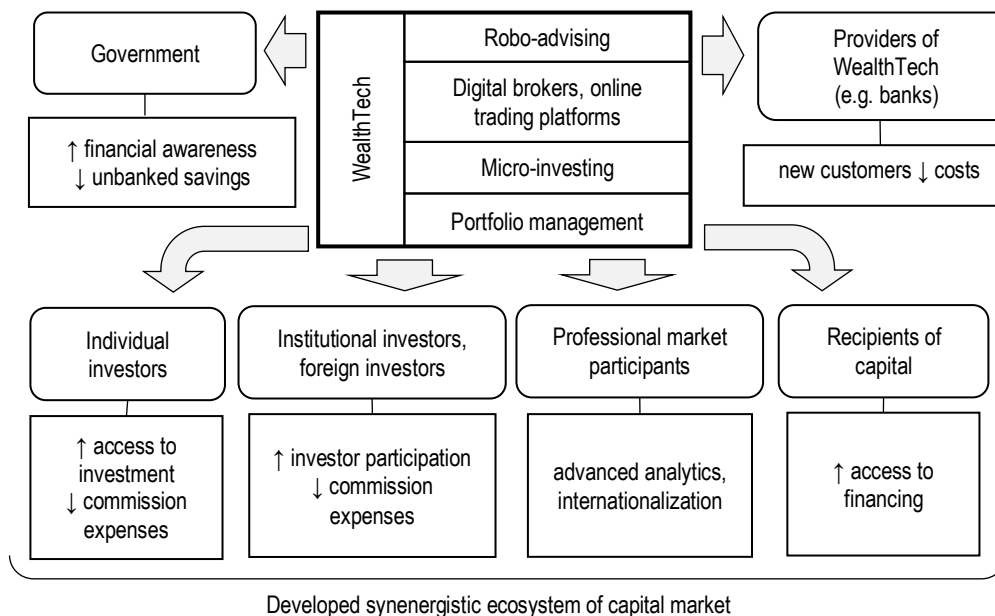 Government
↑ financial awareness
↓ unbanked savings
WealthTech
Robo-advising
Digital brokers, online
trading platforms
Micro-investing
Portfolio management
Providers of
WealthTech
(e.g. banks)
new customers ↓ costs
Individual
investors
↑ access to
investment
↓ commission
expenses
Institutional investors,
foreign investors
↑ investor participation
↓ commission
expenses
Professional market
participants
advanced analytics,
internationalization
Recipients of
capital
↑ access to
financing
Developed synenergistic ecosystem of capital market